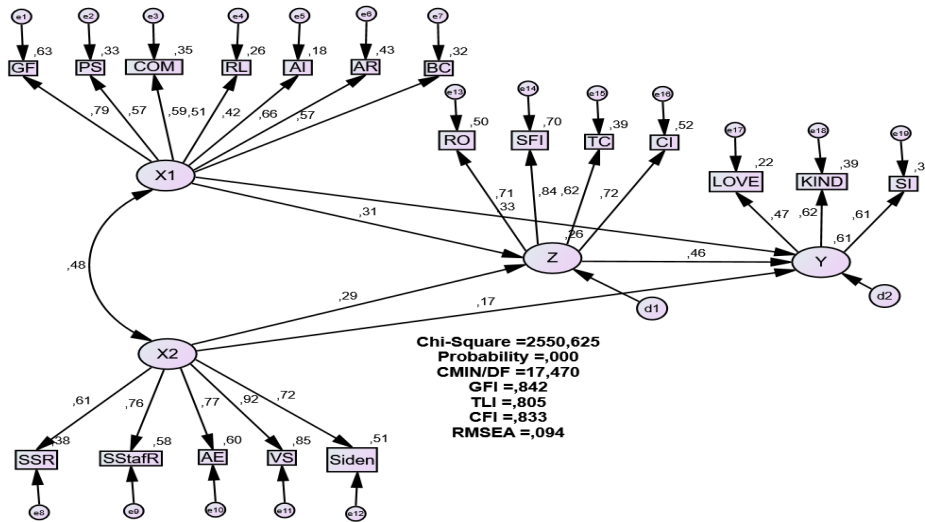 e1 e2 e3 e4 e5 e6 e7
,63 ,33 ,35 ,26 ,18 ,43 ,32
GF PS COM RL AI AR BC
,79 ,57 ,59 ,51 ,42 ,66 ,57
e13 e14 e15 e16
,50 ,70 ,39 ,52
RO SFI TC CI
,71 ,84 ,62 ,72
e17 e18 e19
,22 ,39 ,3
LOVE KIND SI
,47 ,62 ,61
X1
,33
,31
,26 ,61
Z ,46 Y
,48
,29 ,17
d1 d2
X2
Chi-Square =2550,625
Probability =,000
CMIN/DF =17,470
GFI =,842
TLI =,805
CFI =,833
RMSEA =,094
,61 ,76 ,77 ,92 ,72
,38 ,58 ,60 ,85 ,51
SSR SStafR AE VS Siden
e8 e9 e10 e11 e12